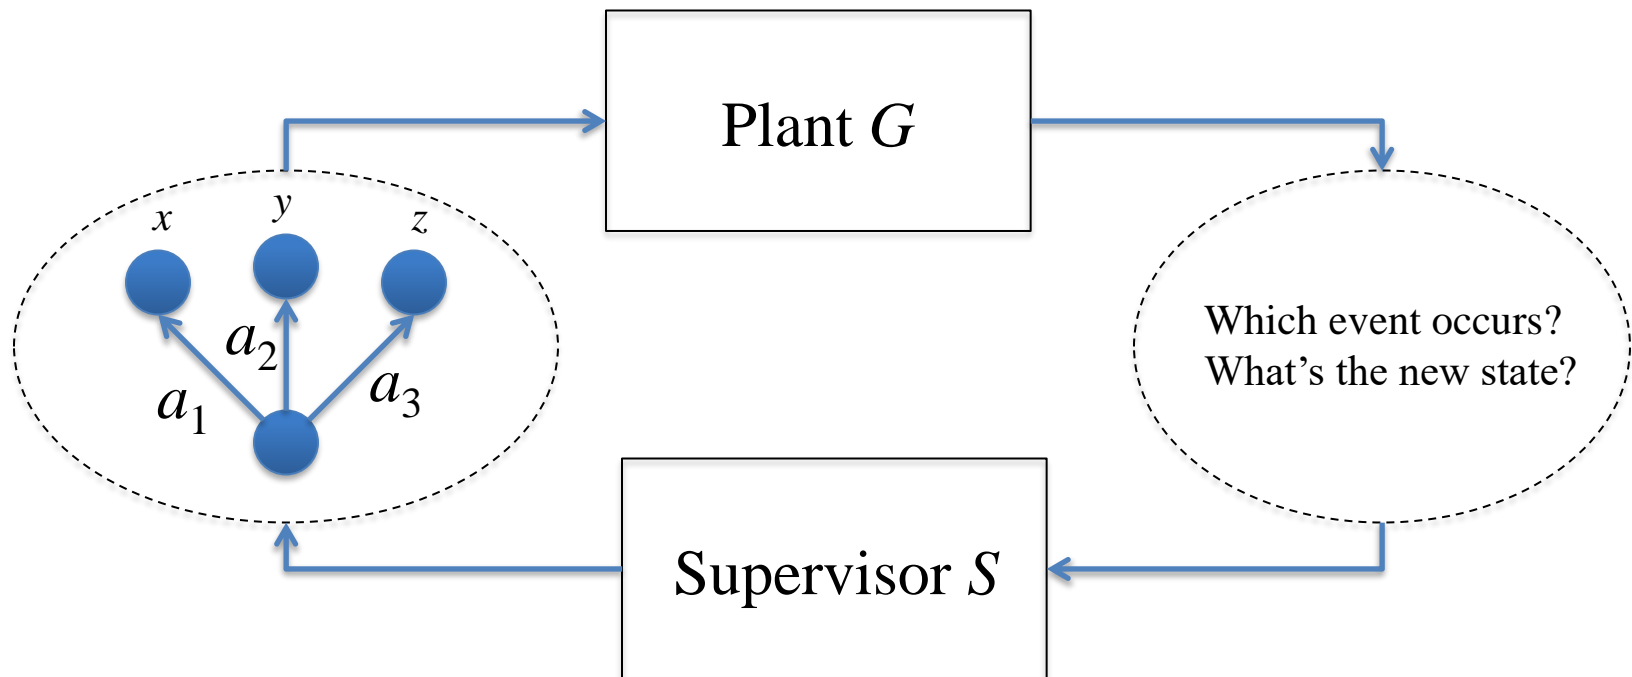 Plant G
x
y
z
a2
a3
a1
Which event occurs?
What's the new state?
Supervisor S